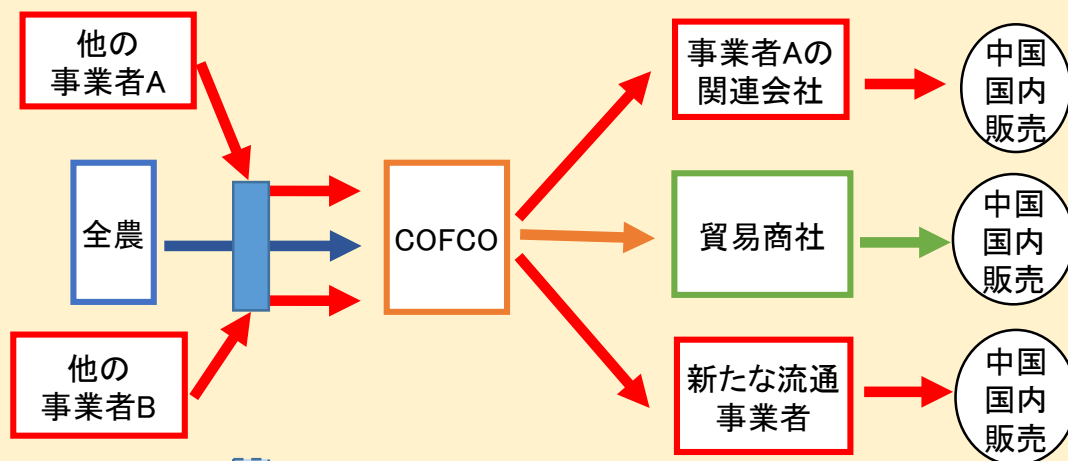 他の
事業者A
事業者Aの
関連会社
中国
国内
販売
全農
COFCO
貿易商社
中国
国内
販売
他の
事業者B
新たな流通
事業者
中国
国内
販売